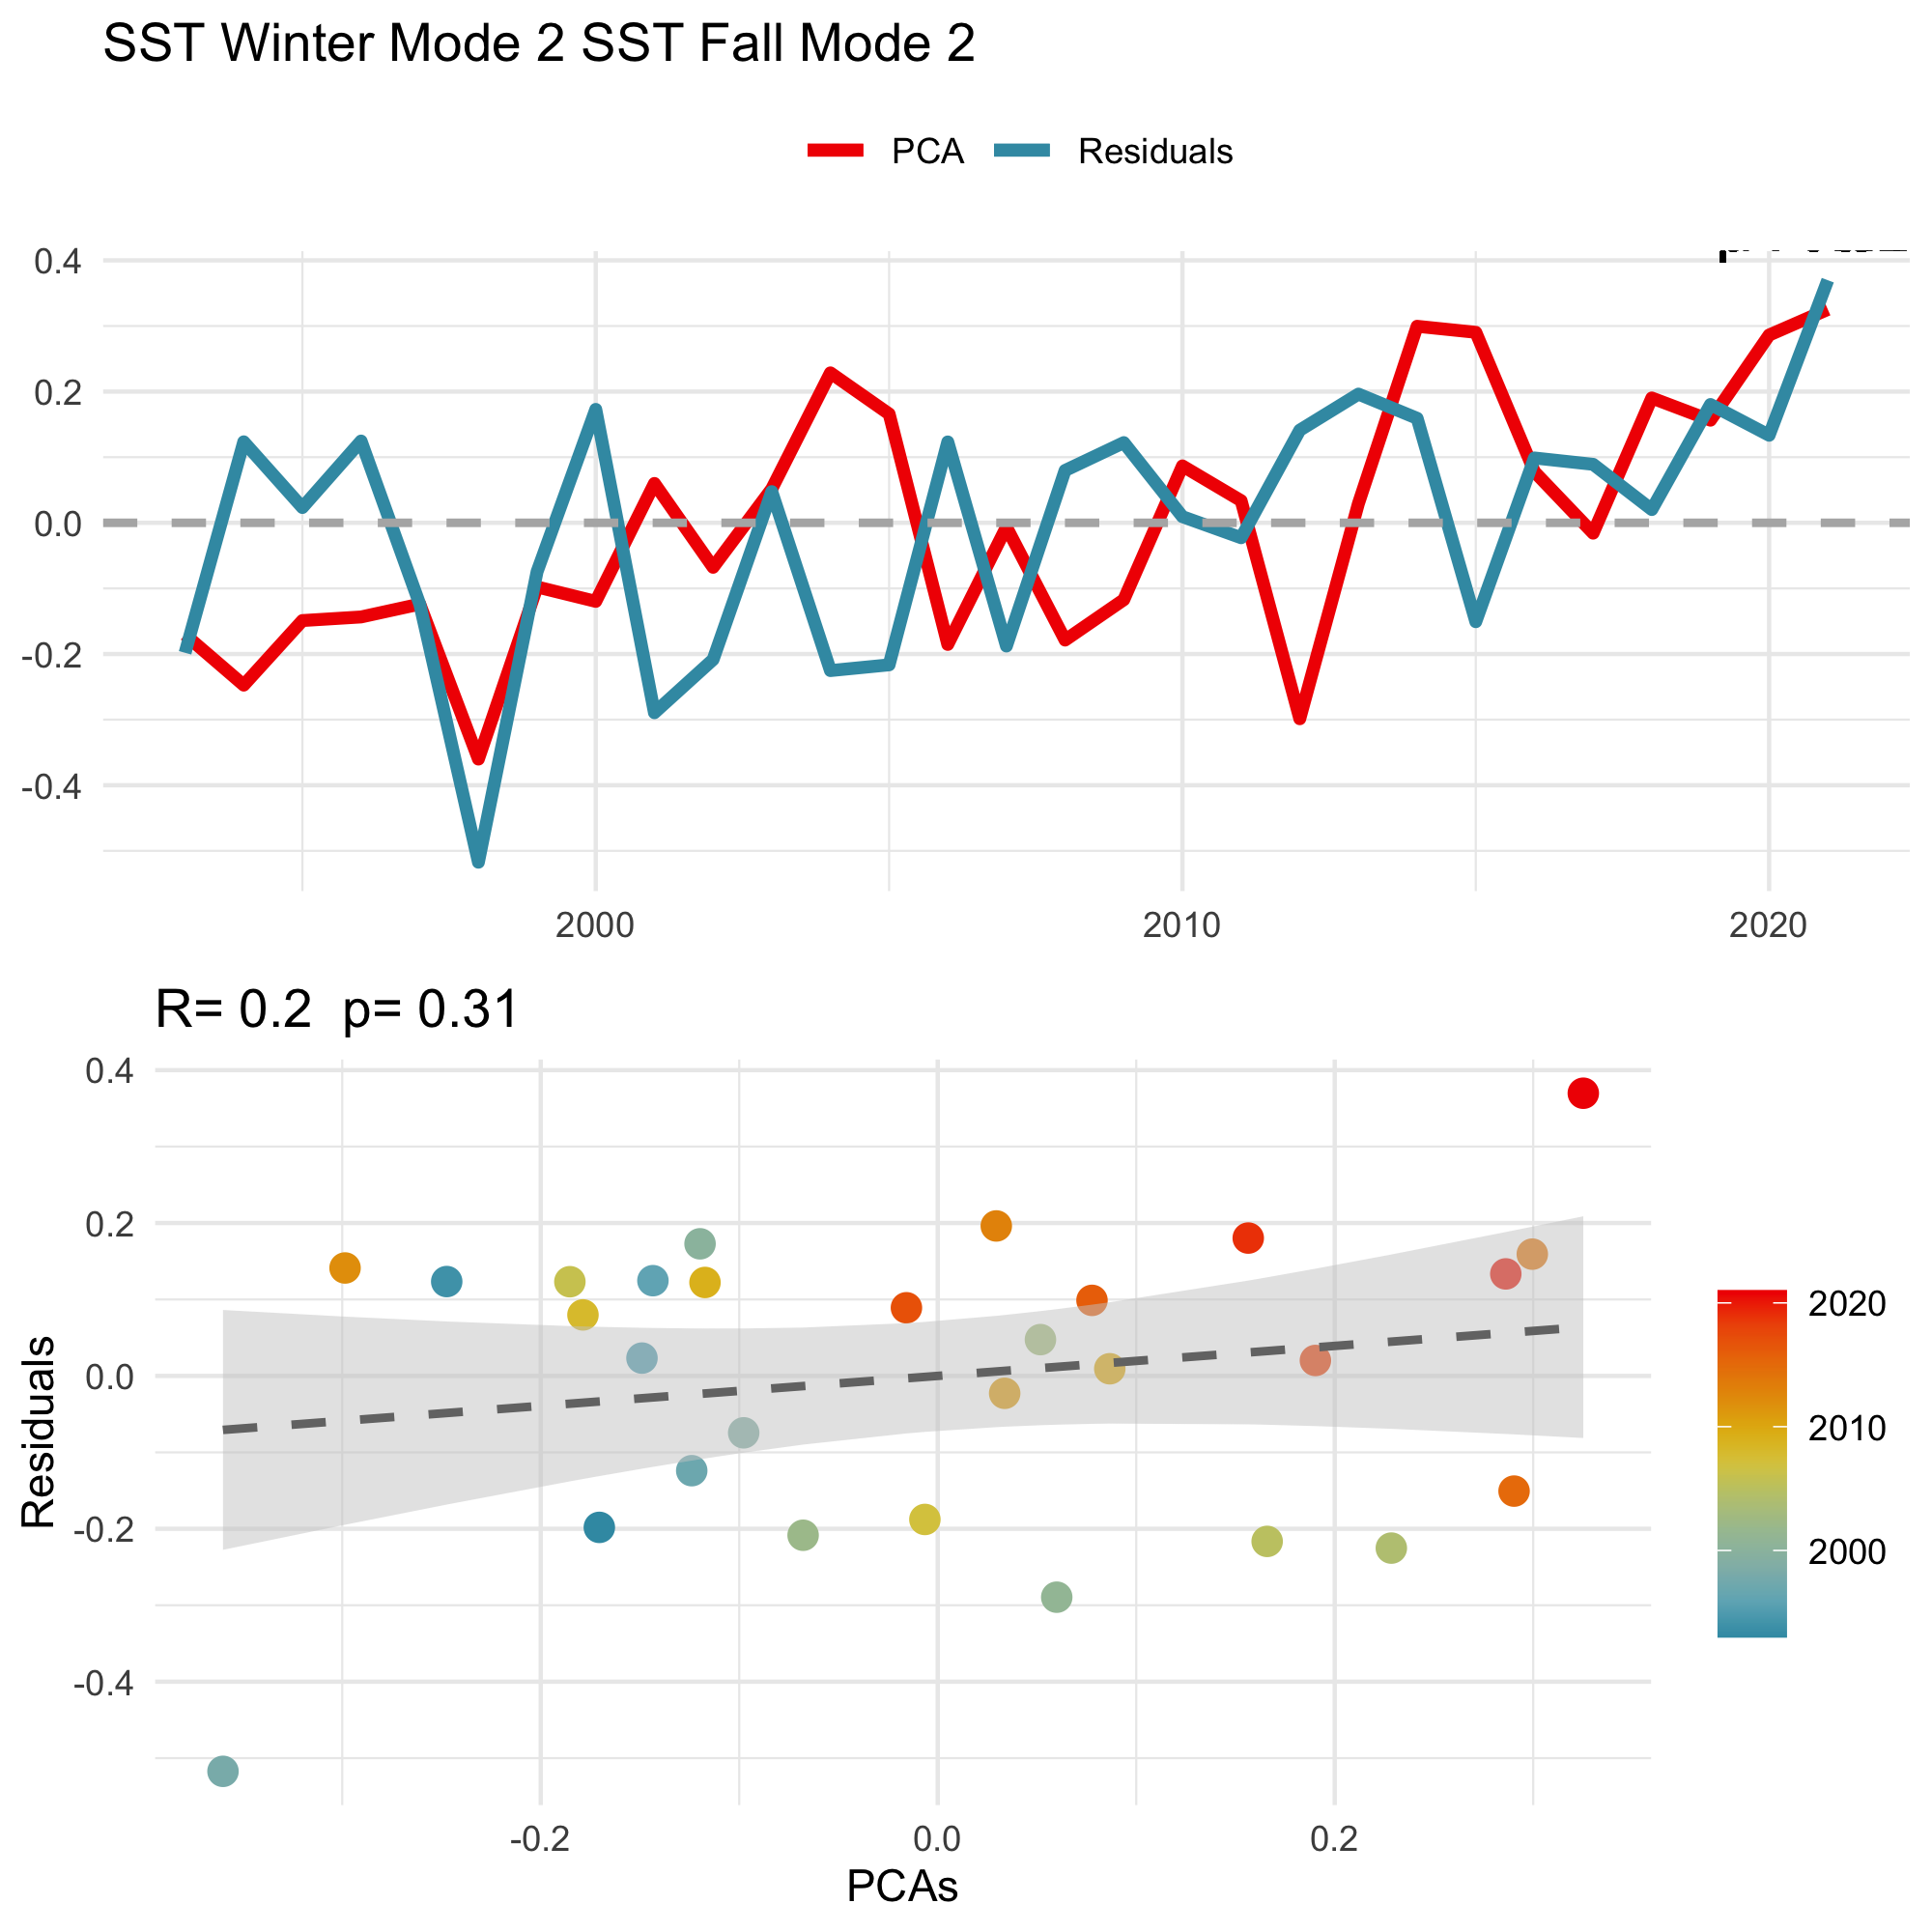 SST Winter Mode 2 SST Fall Mode 2
PCA Residuals
0.4
0.2
0.0
-0.2
-0.4
2000 2010 2020
R= 0.2 p= 0.31
0.4
0.2
0.0
-0.2
-0.4
Residuals
-0.2 0.0 0.2
PCAs
2020
2010
2000